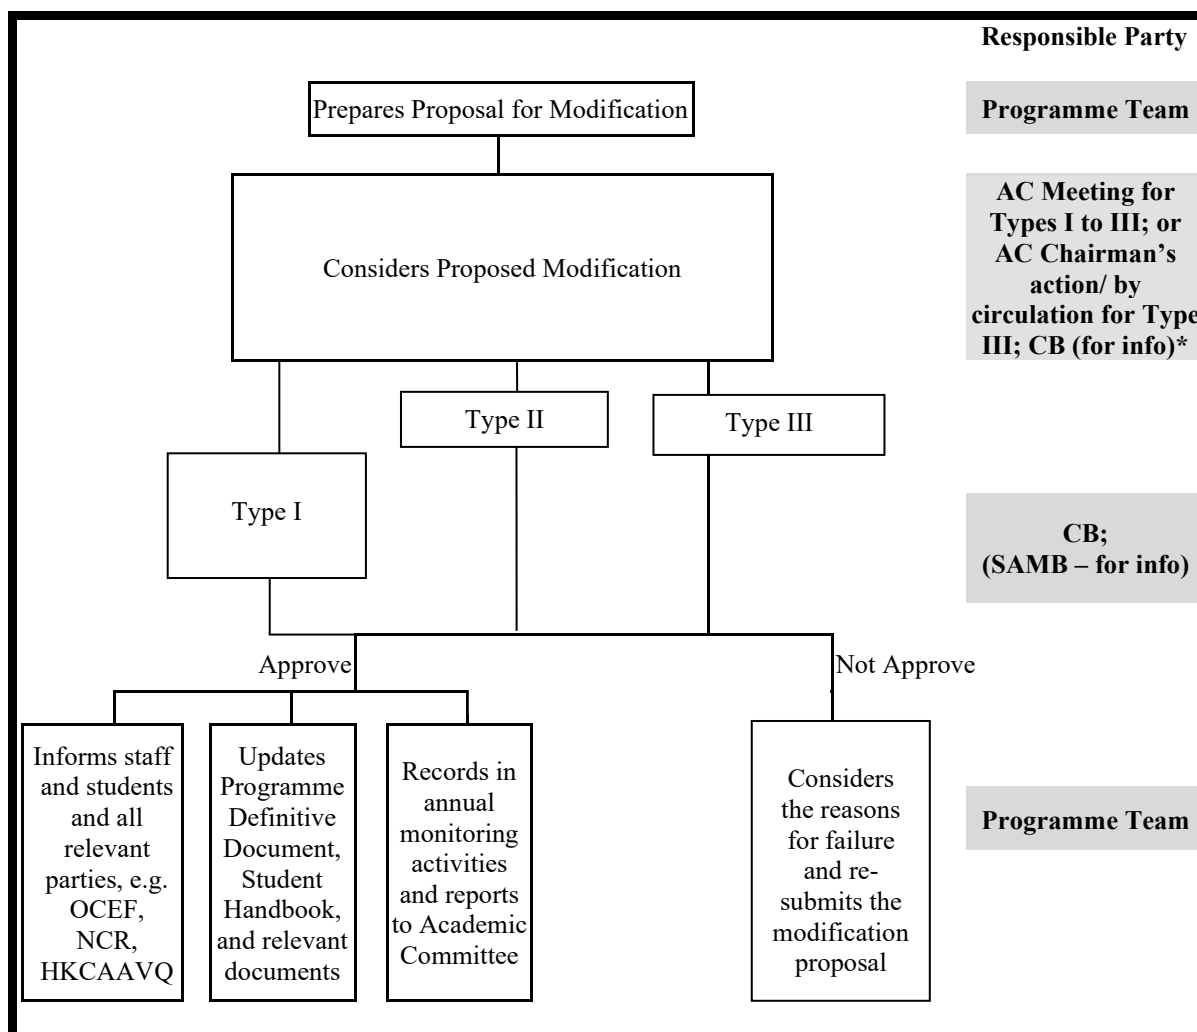 Responsible Party
Prepares Proposal for Modification
Programme Team
Considers Proposed Modification
AC Meeting for
Types I to III; or
AC Chairman’s
action/ by
circulation for Type
III; CB (for info)*
Type II
Type III
Type I
CB;
(SAMB – for info)
Approve
Not Approve
Informs staff
and students
and all
relevant
parties, e.g.
OCEF,
NCR,
HKCAAVQ
Updates
Programme
Definitive
Document,
Student
Handbook,
and relevant
documents
Records in
annual
monitoring
activities
and reports
to Academic
Committee
Considers
the reasons
for failure
and re-
submits the
modification
proposal
Programme Team